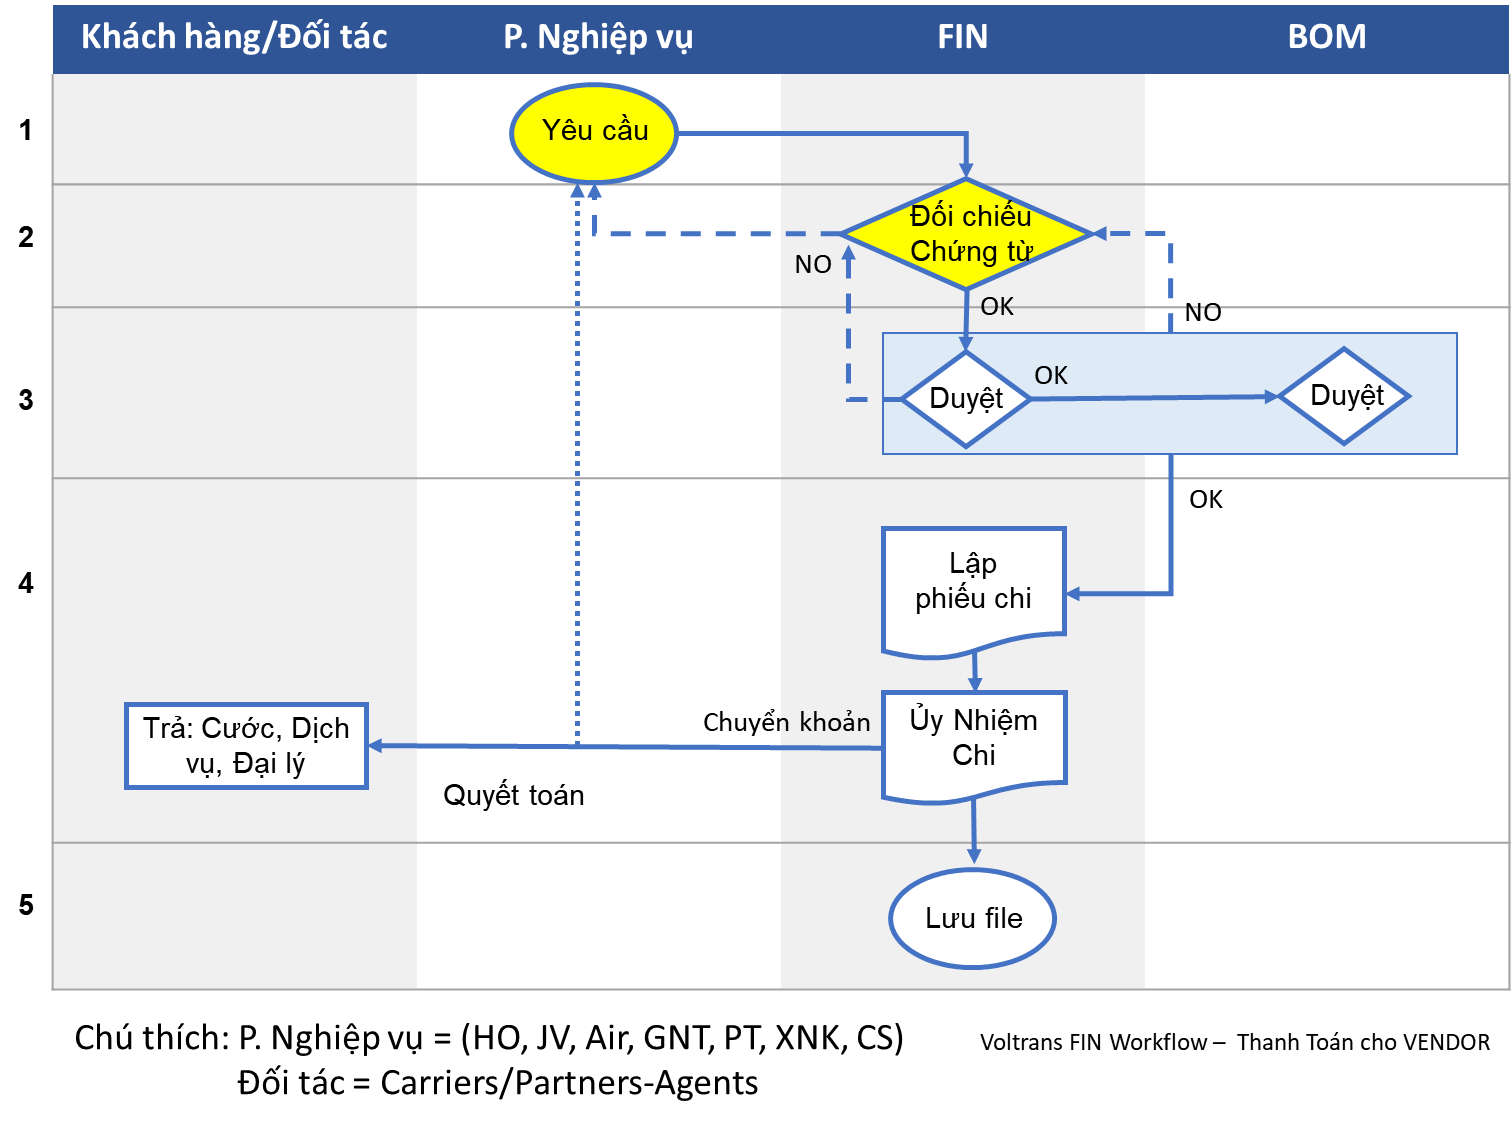 Khách hàng/Đối tác
P. Nghiệp vụ
FIN
BOM
1
Yêu cầu
2
Đối chiếu
Chứng từ
NO
OK
NO
3
Duyệt
OK
Duyệt
OK
4
Lập
phiếu chi
Trả: Cước, Dịch
vụ, Đại lý
Chuyển khoản
Ủy Nhiệm
Chi
Quyết toán
5
Lưu file
Chú thích: P. Nghiệp vụ = (HO, JV, Air, GNT, PT, XNK, CS)
Đối tác = Carriers/Partners-Agents
Voltrans FIN Workflow – Thanh Toán cho VENDOR